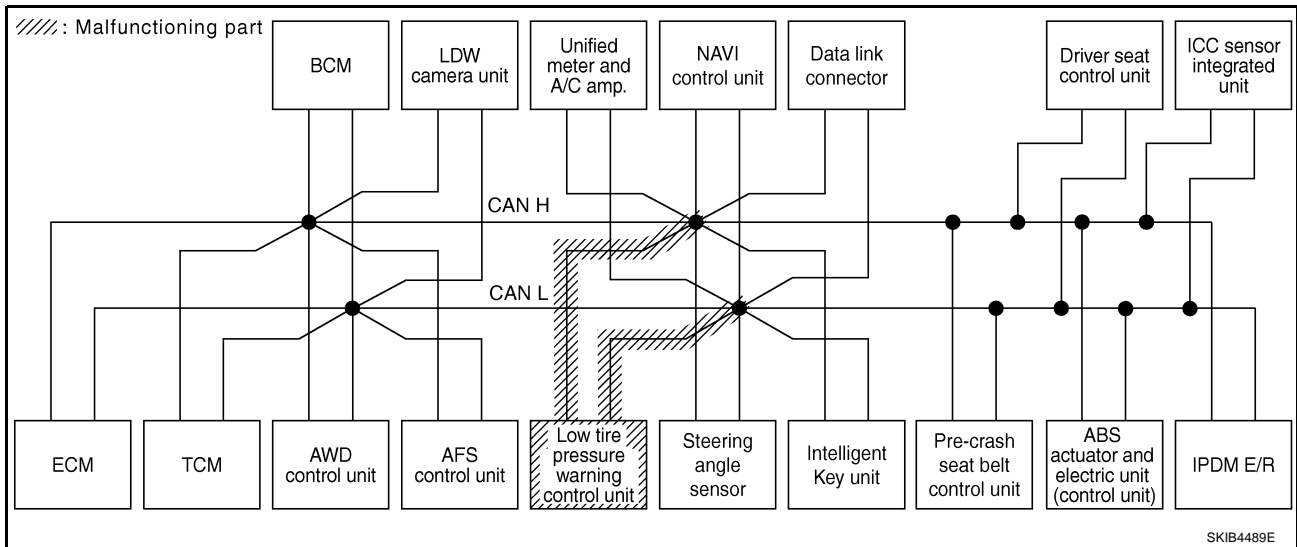 : Malfunctioning part
BCM
LDW
camera unit
Unified
meter and
A/C amp.
NAVI
control unit
Data link
connector
Driver seat
control unit
ICC sensor
integrated
unit
CAN H
CAN L
ECM
TCM
AWD
control unit
AFS
control unit
Low tire
pressure
warning
control unit
Steering
angle
sensor
Intelligent
Key unit
Pre-crash
seat belt
control unit
ABS
actuator and
electric unit
(control unit)
IPDM E/R
SKIB4489E